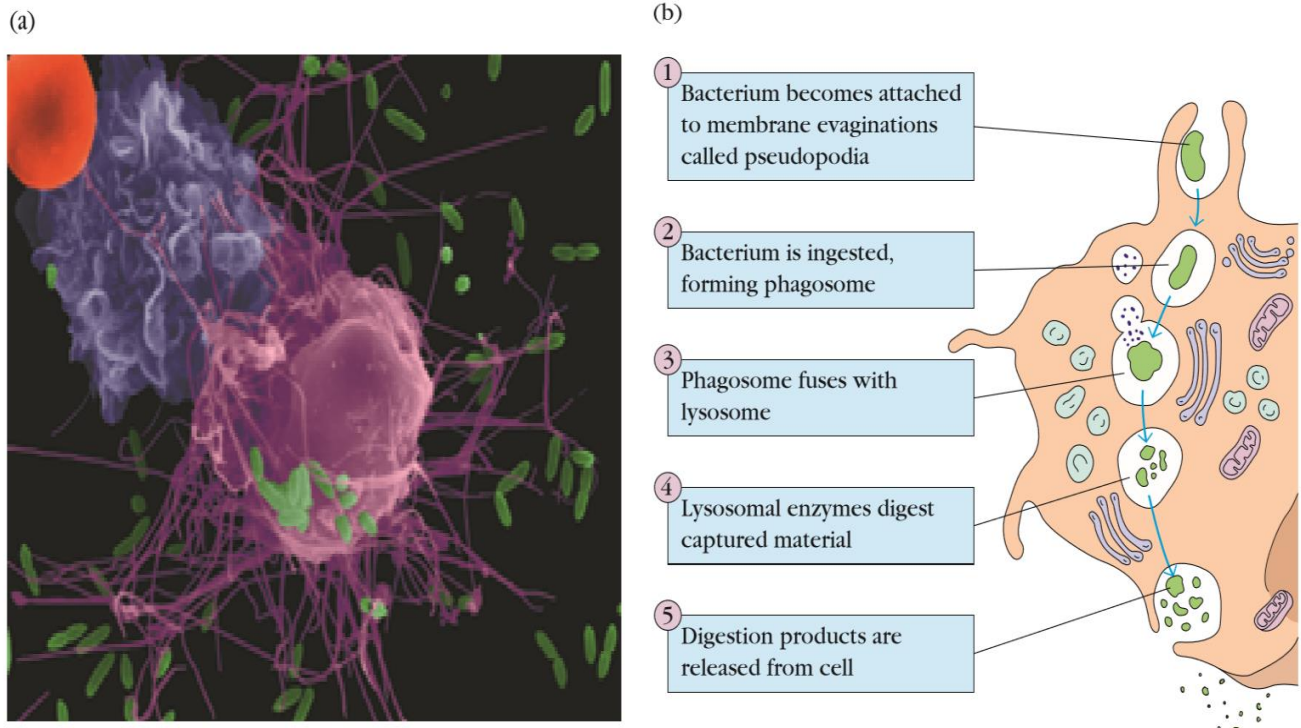 (a)
(b)
1
Bacterium becomes attached
to membrane evaginations
called pseudopodia
2
Bacterium is ingested,
forming phagosome
3
Phagosome fuses with
lysosome
4
Lysosomal enzymes digest
captured material
5
Digestion products are
released from cell